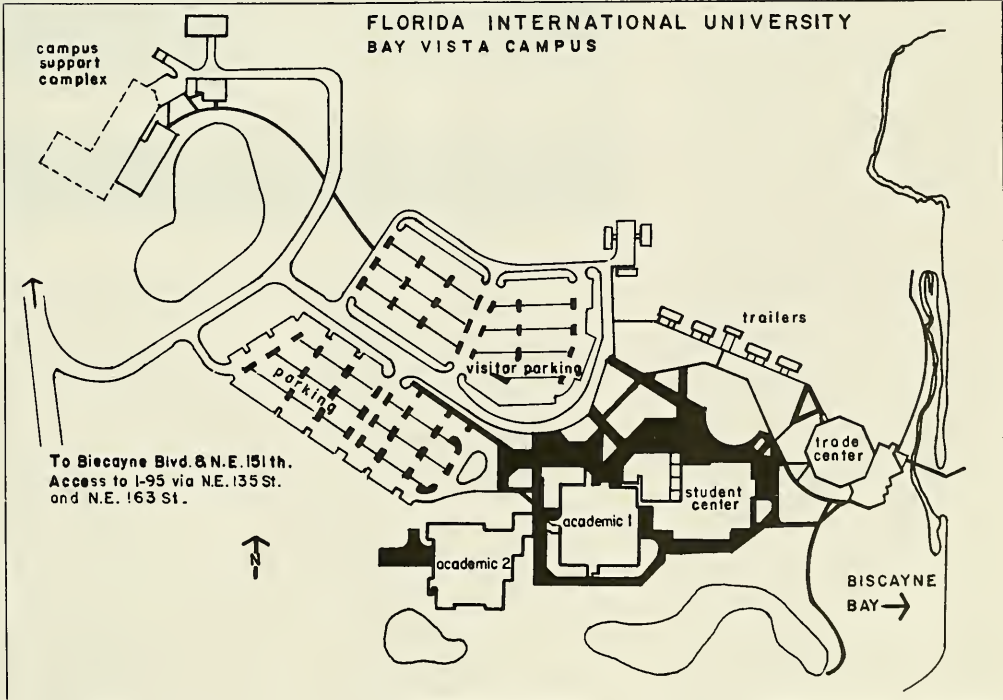 FLORIDA INTERNATIONAL UNIVERSITY
BAY VISTA CAMPUS
campus
support
complex
trailers
visitor parking
parking
trade
center
To Biscayne Blvd. & N.E. 151th.
Access to I-95 via N.E. 135 St.
and N.E. 163 St.
student
center
academic 1
academic 2
N
BISCAYNE
BAY →